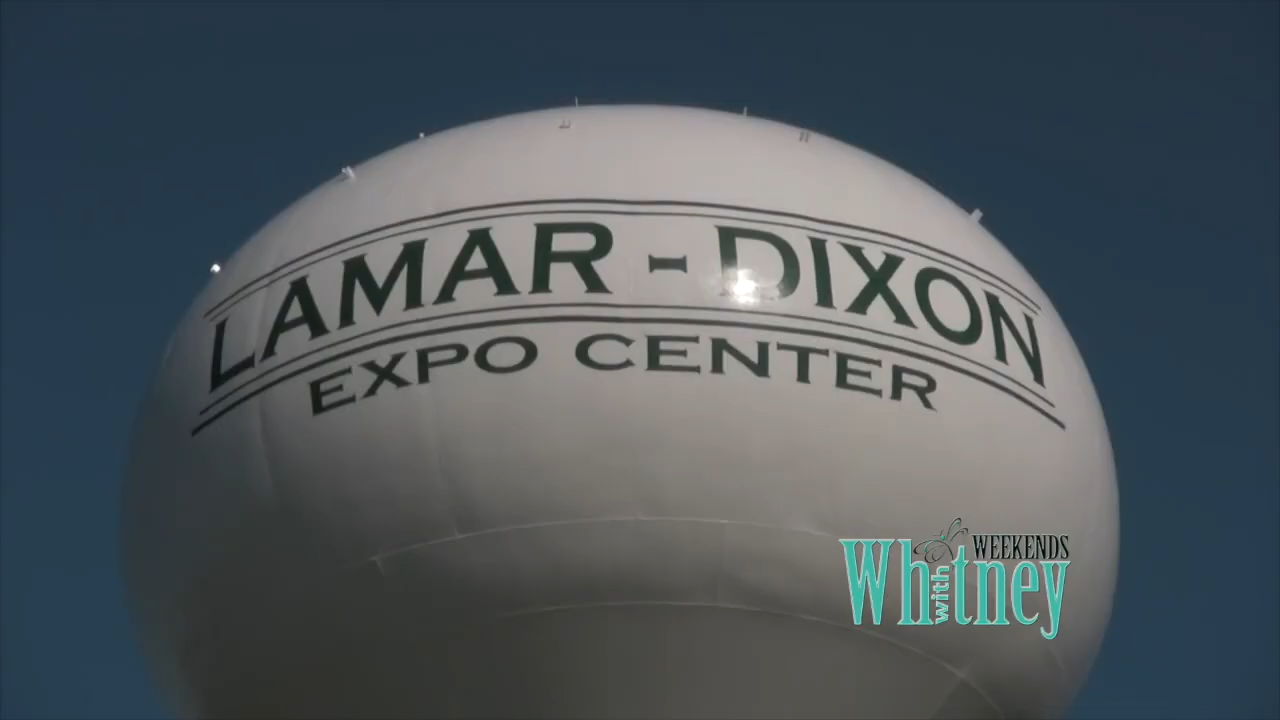 LAMAR - DIXON
EXPO CENTER
WEEKENDS
with
Whitney